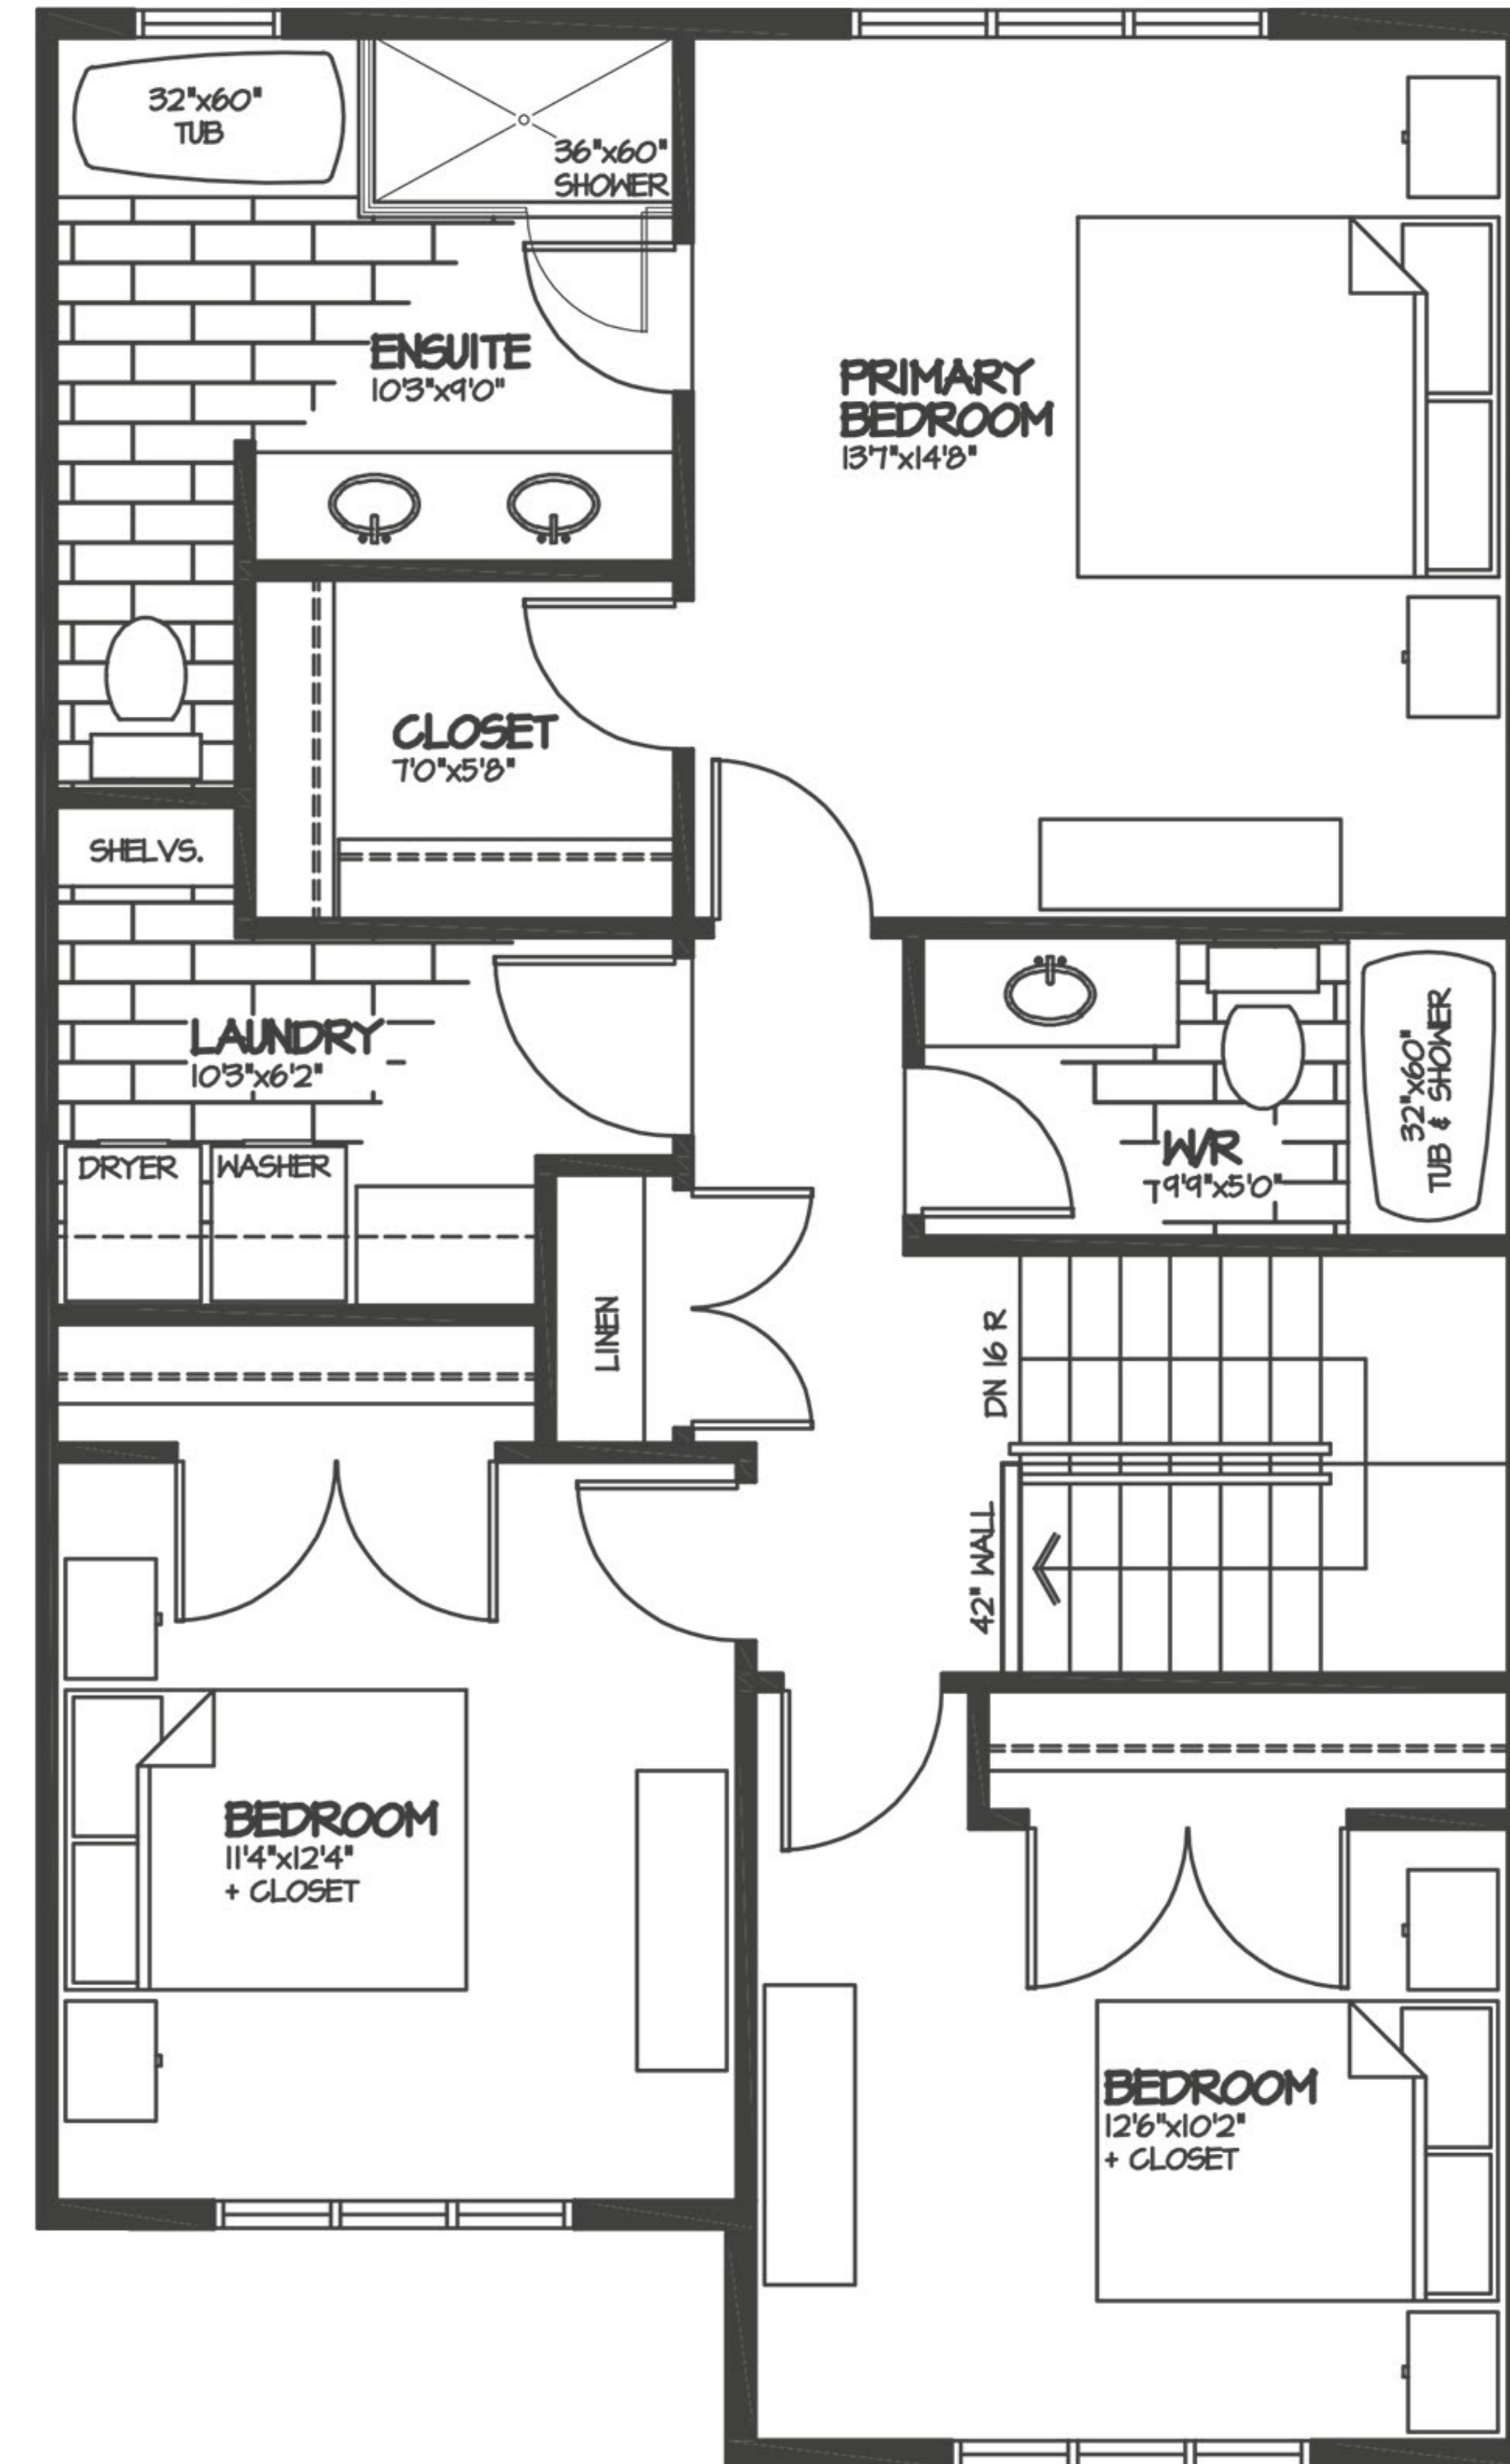 32"x60"
TUB
36"x60"
SHOWER
ENSUITE
10'3"x9'0"
PRIMARY
BEDROOM
13'7"x14'8"
CLOSET
7'0"x5'8"
SHELVS.
LAUNDRY
10'3"x6'2"
DRYER
WASHER
W/R
9'9"x5'0"
32"x60"
TUB & SHOWER
LINEN
DN 16 R
42" WALL
BEDROOM
11'4"x12'4"
+ CLOSET
BEDROOM
12'6"x10'2"
+ CLOSET